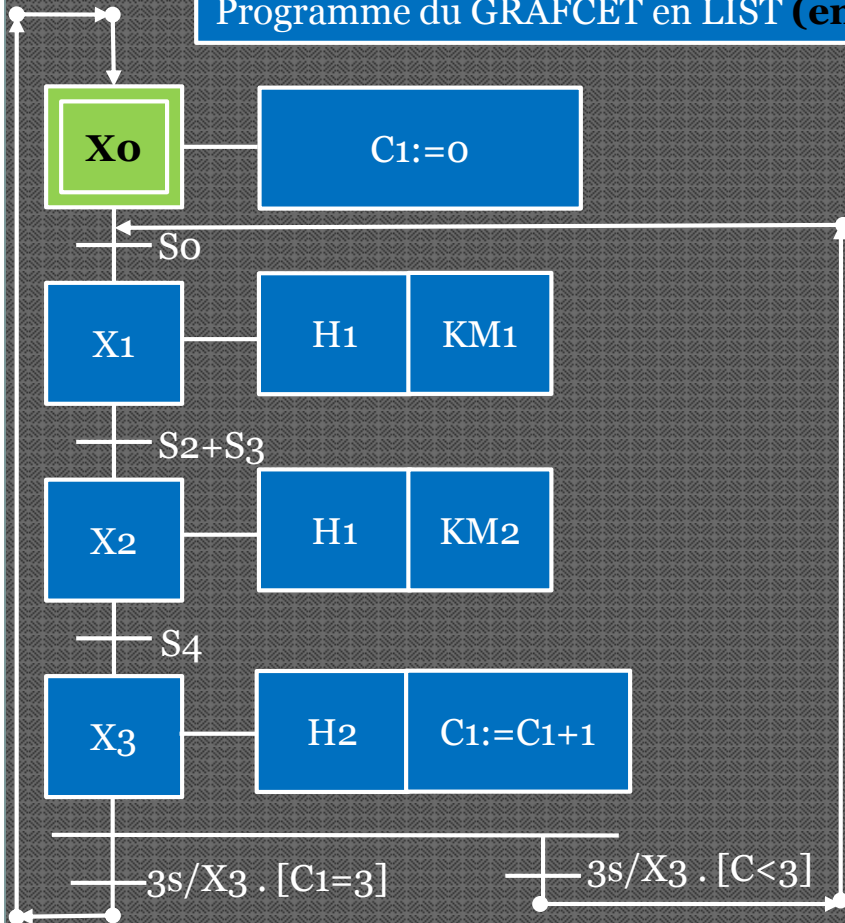 Programme du GRAFCET en LIST (en
X0
C1:=0
S0
X1
H1
KM1
S2+S3
X2
H1
KM2
S4
X3
H2
C1:=C1+1
3s/X3 . [C1=3]
3s/X3 . [C<3]